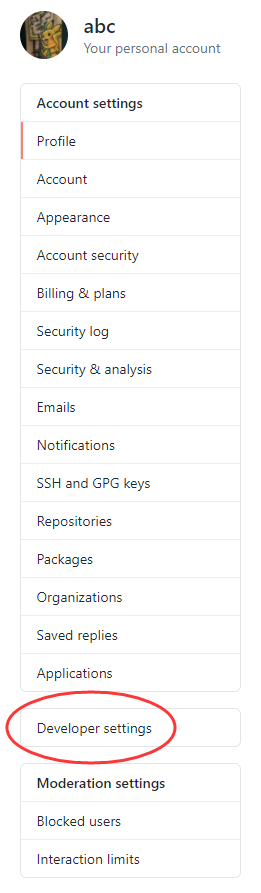 abc
Your personal account
Account settings
Profile
Account
Appearance
Account security
Billing & plans
Security log
Security & analysis
Emails
Notifications
SSH and GPG keys
Repositories
Packages
Organizations
Saved replies
Applications
Developer settings
Moderation settings
Blocked users
Interaction limits